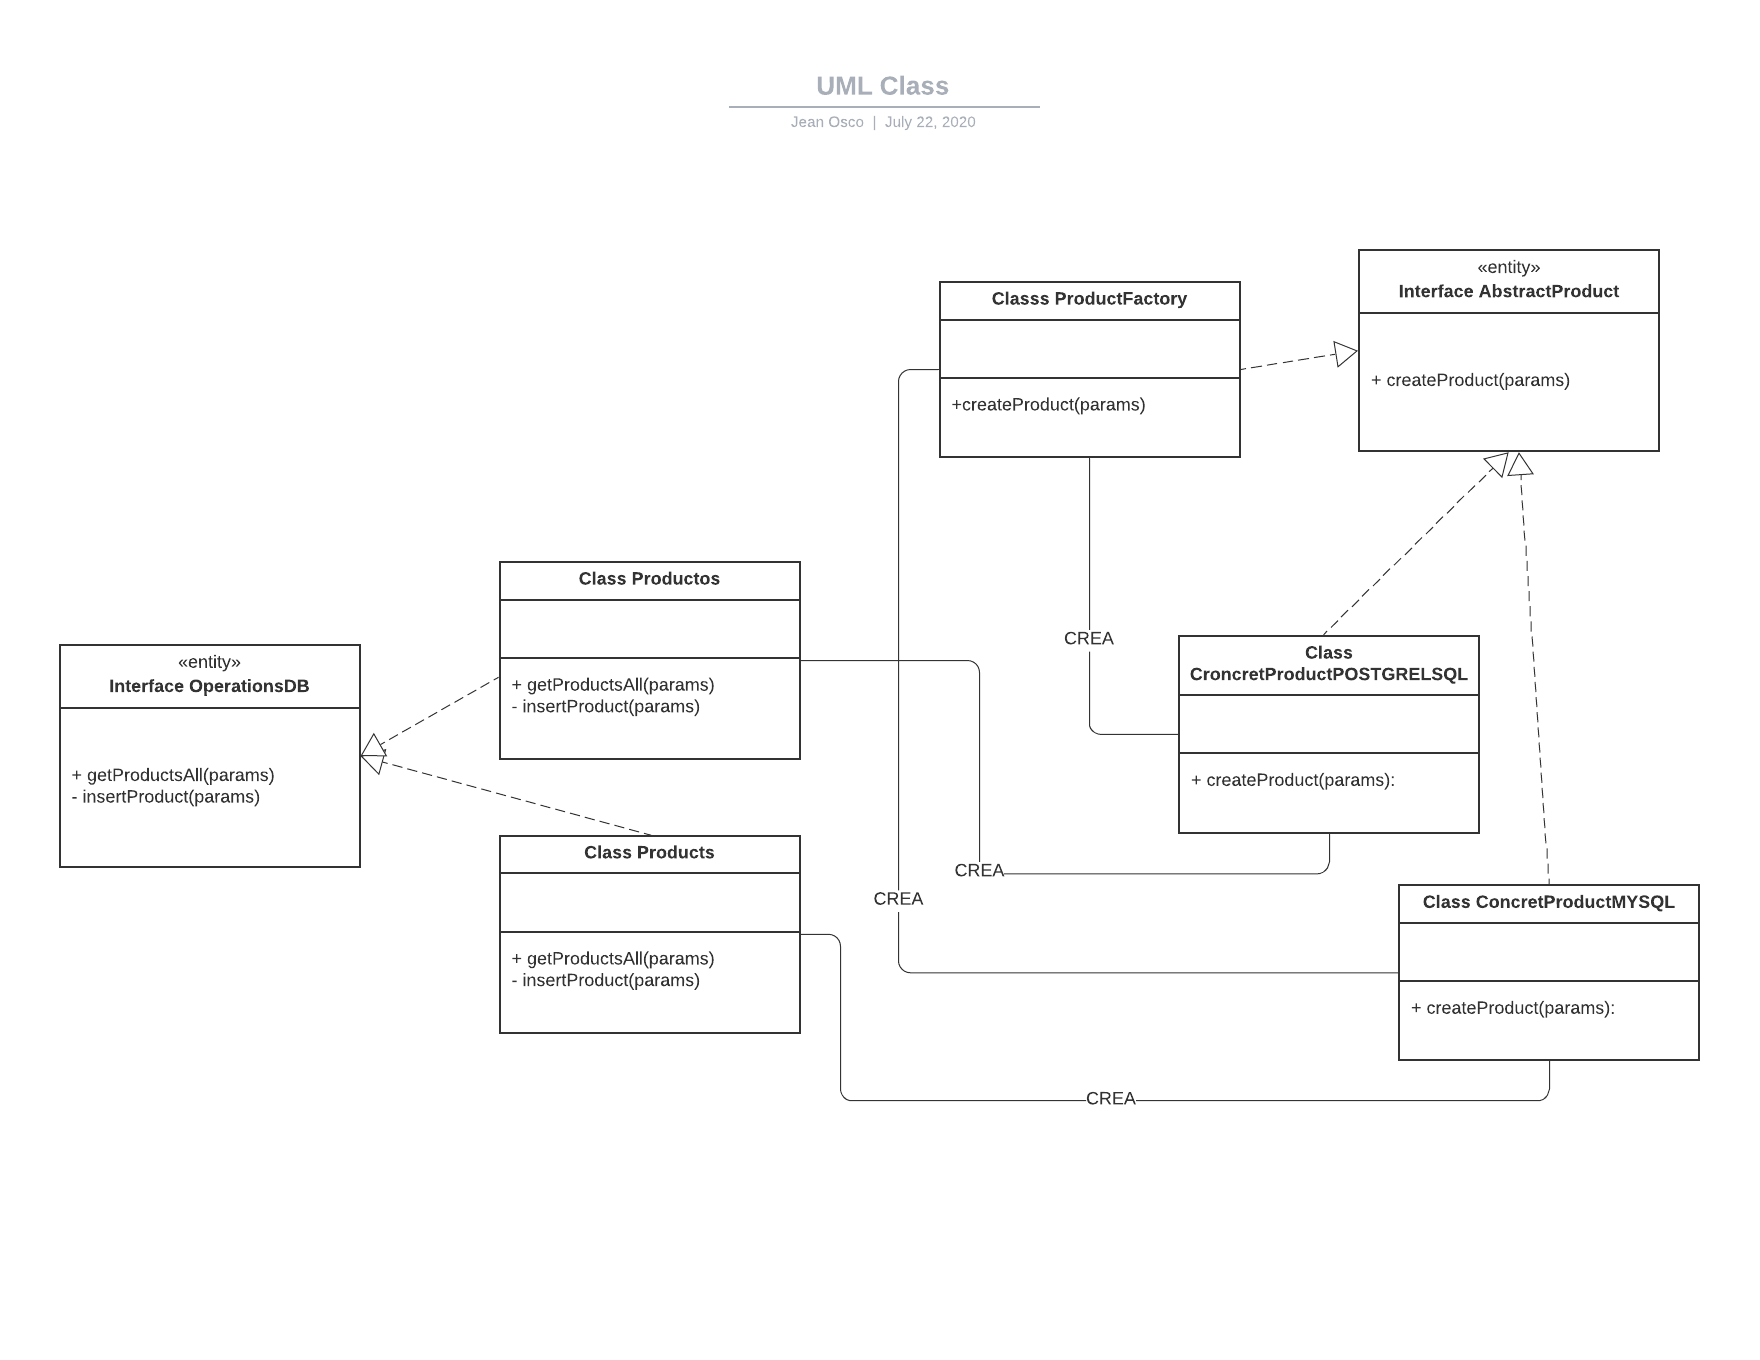 UML Class
Jean Osco | July 22, 2020
«entity»
Interface AbstractProduct
+ createProduct(params)
Classs ProductFactory
+createProduct(params)
Class Productos
+ getProductsAll(params)
- insertProduct(params)
CREA
Class
CroncretProductPOSTGRELSQL
+ createProduct(params):
«entity»
Interface OperationsDB
+ getProductsAll(params)
- insertProduct(params)
Class Products
+ getProductsAll(params)
- insertProduct(params)
CREA
CREA
Class ConcretProductMYSQL
+ createProduct(params):
CREA